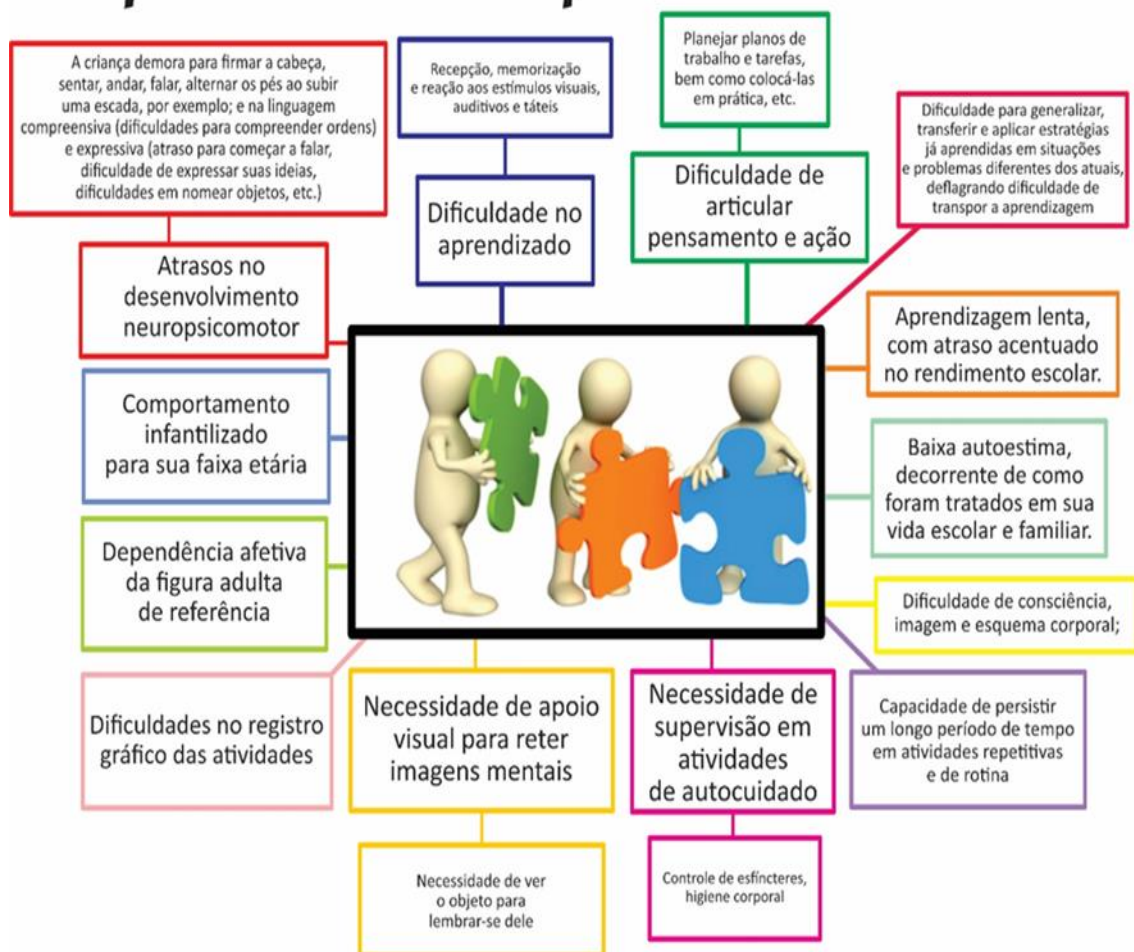 A criança demora para firmar a cabeça,
sentar, andar, falar, alternar os pés ao subir
uma escada, por exemplo; e na linguagem
compreensiva (dificuldades para compreender ordens)
e expressiva (atraso para começar a falar,
dificuldade de expressar suas ideias,
dificuldades em nomear objetos, etc.)
Atrasos no
desenvolvimento
neuropsicomotor
Recepção, memorização
e reação aos estímulos visuais,
auditivos e táteis
Dificuldade no
aprendizado
Planejar planos de
trabalho e tarefas,
bem como colocá-las
em prática, etc.
Dificuldade de
articular
pensamento e ação
Dificuldade para generalizar,
transferir e aplicar estratégias
já aprendidas em situações
e problemas diferentes dos atuais,
deflagrando dificuldade de
transpor a aprendizagem
Aprendizagem lenta,
com atraso acentuado
no rendimento escolar.
Comportamento
infantilizado
para sua faixa etária
Baixa autoestima,
decorrente de como
foram tratados em sua
vida escolar e familiar.
Dependência afetiva
da figura adulta
de referência
Dificuldade de consciência,
imagem e esquema corporal;
Dificuldades no registro
gráfico das atividades
Necessidade de apoio
visual para reter
imagens mentais
Necessidade de ver
o objeto para
lembrar-se dele
Necessidade de
supervisão em
atividades
de autocuidado
Controle de esfíncteres,
higiene corporal
Capacidade de persistir
um longo período de tempo
em atividades repetitivas
e de rotina